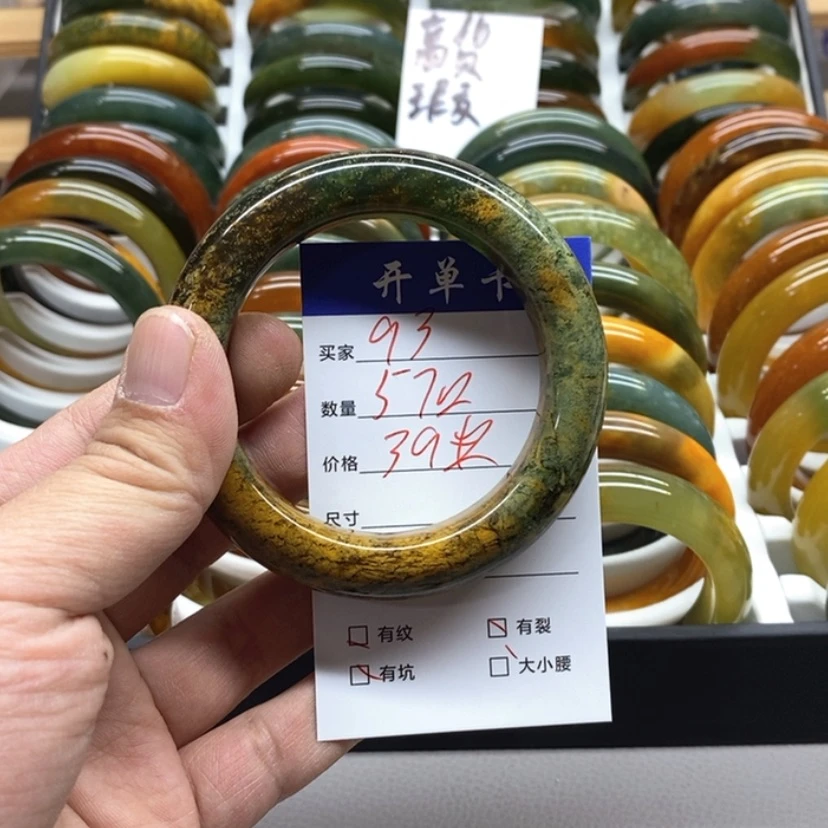 16
高
开单卡
买家 93
数量 57
价格 39
尺寸
有纹 有裂
有坑 大小腰